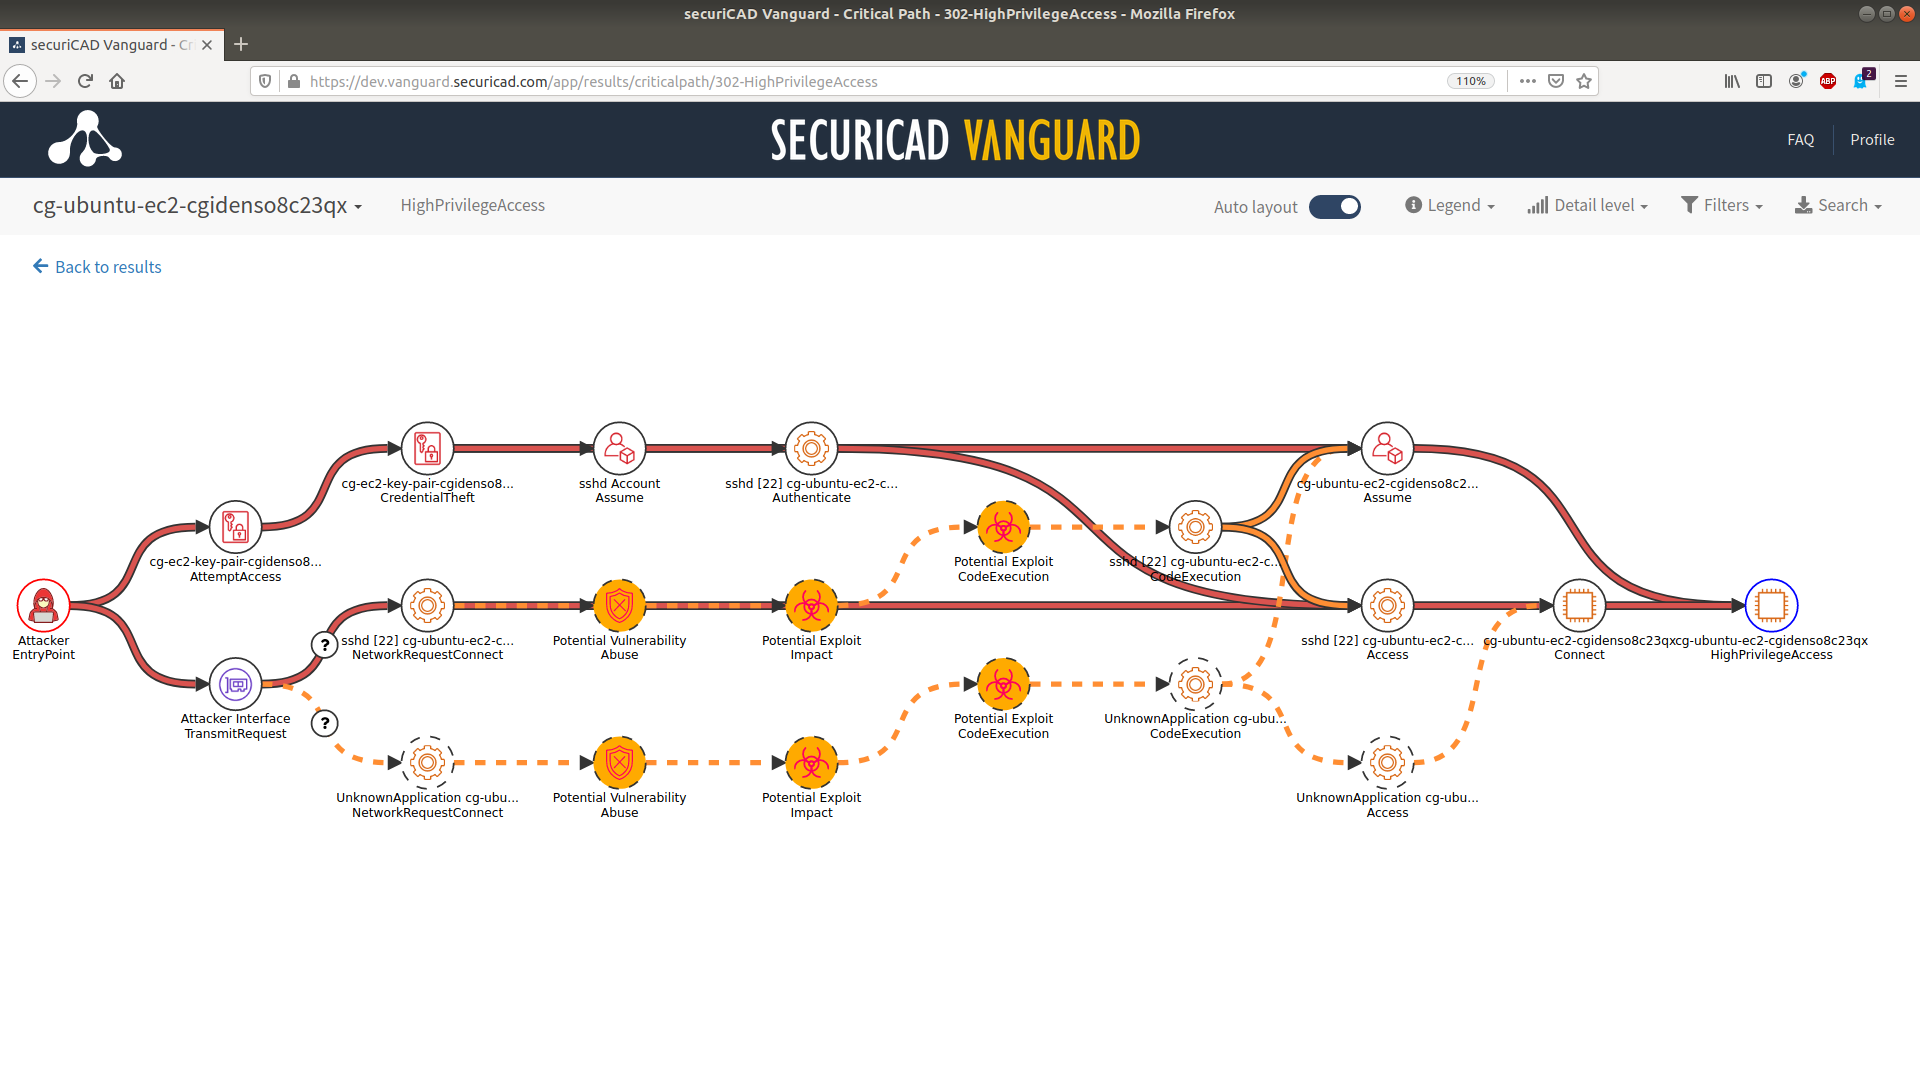 securiCAD Vanguard - Critical Path - 302-HighPrivilegeAccess - Mozilla Firefox
securiCAD Vanguard - Cr
https://dev.vanguard.securicad.com/app/results/criticalpath/302-HighPrivilegeAccess
110%
ABP
2
SECURICAD VANGUARD
FAQ
Profile
cg-ubuntu-ec2-cgidenso8c23qx
HighPrivilegeAccess
Auto layout
Legend
Detail level
Filters
Search
Back to results
cg-ec2-key-pair-cgidenso8...
CredentialTheft
sshd Account
Assume
sshd [22] cg-ubuntu-ec2-c...
Authenticate
cg-ubuntu-ec2-cgidenso8c2...
Assume
cg-ec2-key-pair-cgidenso8...
AttemptAccess
Potential Exploit
CodeExecution
sshd [22] cg-ubuntu-ec2-c...
CodeExecution
Attacker
EntryPoint
?
sshd [22] cg-ubuntu-ec2-c...
NetworkRequestConnect
Potential Vulnerability
Abuse
Potential Exploit
Impact
sshd [22] cg-ubuntu-ec2-c...
Access
cg-ubuntu-ec2-cgidenso8c23qx
Connect
cg-ubuntu-ec2-cgidenso8c23qx
HighPrivilegeAccess
Attacker Interface
TransmitRequest
?
Potential Exploit
CodeExecution
UnknownApplication cg-ubu...
CodeExecution
UnknownApplication cg-ubu...
NetworkRequestConnect
Potential Vulnerability
Abuse
Potential Exploit
Impact
UnknownApplication cg-ubu...
Access